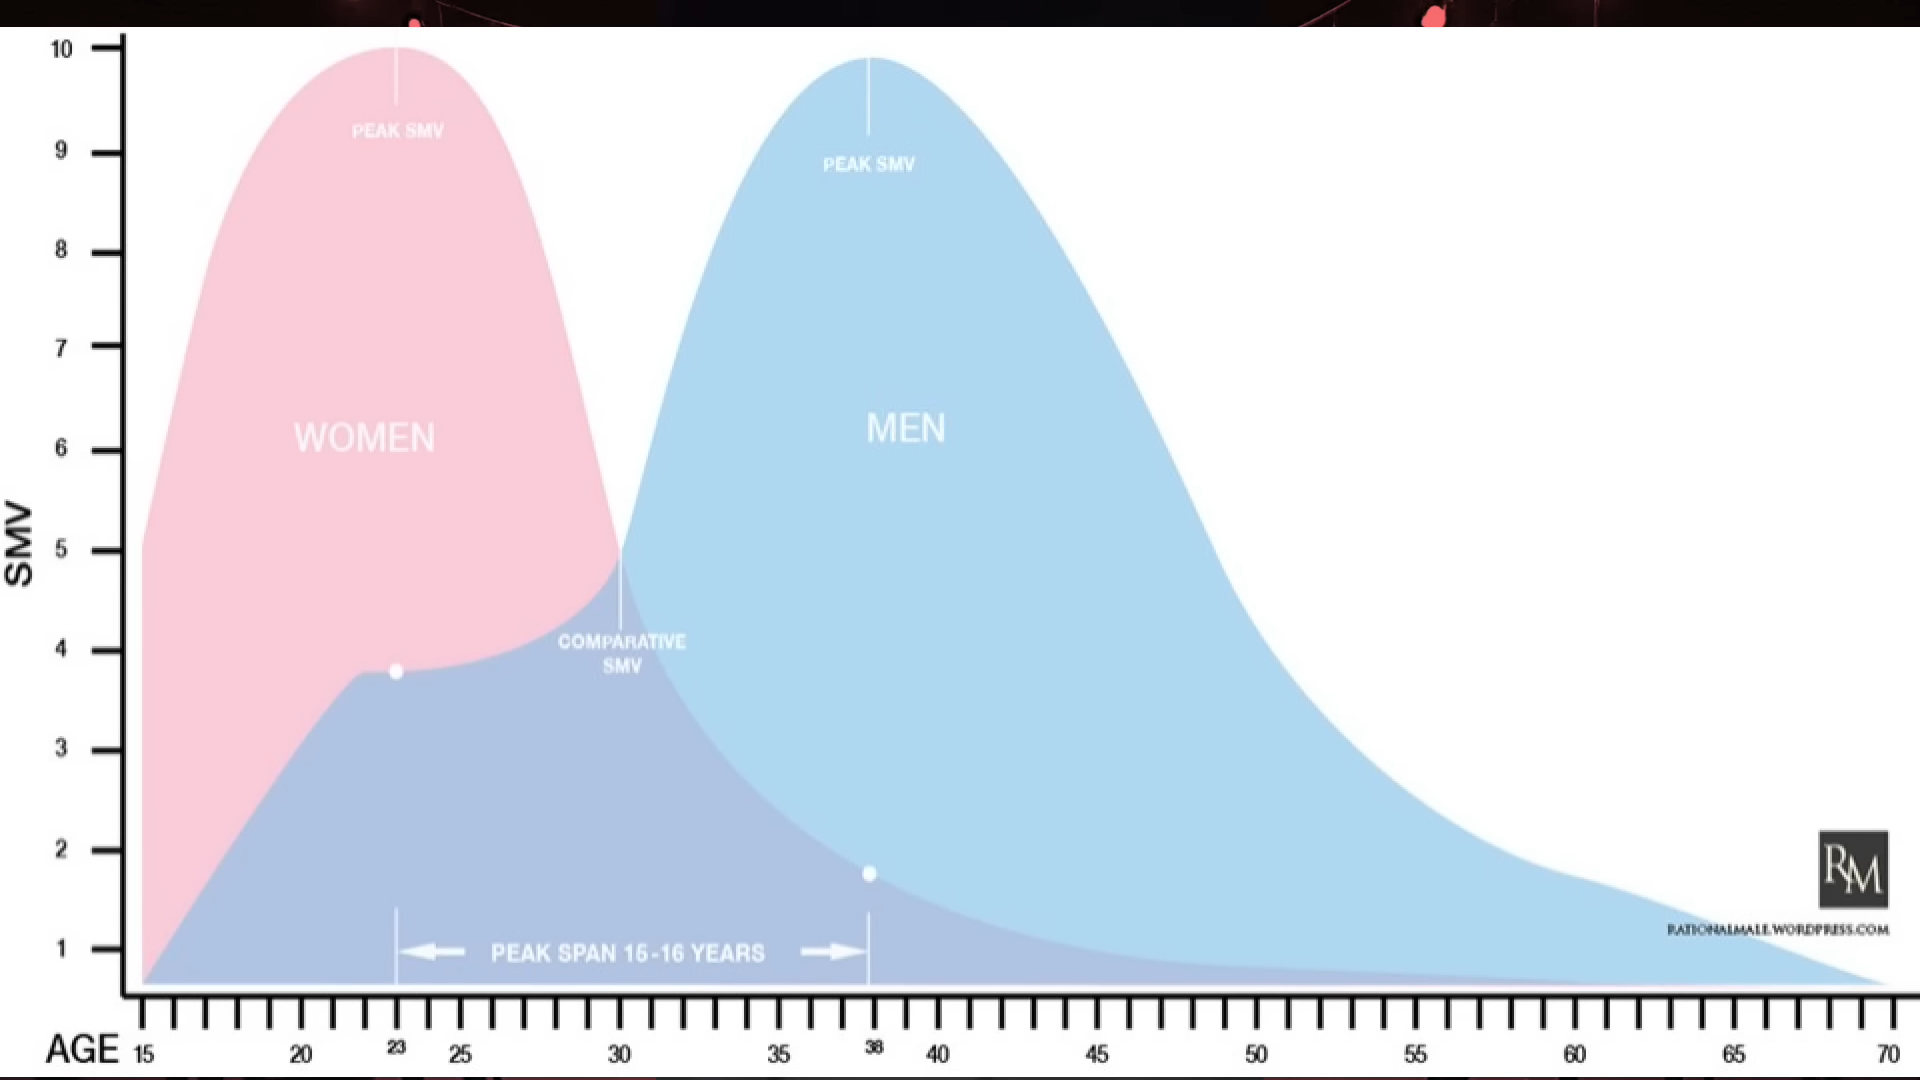 10
9
8
7
6
5
4
3
2
1
SMV
PEAK SMV
PEAK SMV
WOMEN
MEN
COMPARATIVE
SMV
PEAK SPAN 15-16 YEARS
RM
RATIONALMALE.WORDPRESS.COM
AGE 15 20 23 25 30 35 38 40 45 50 55 60 65 70